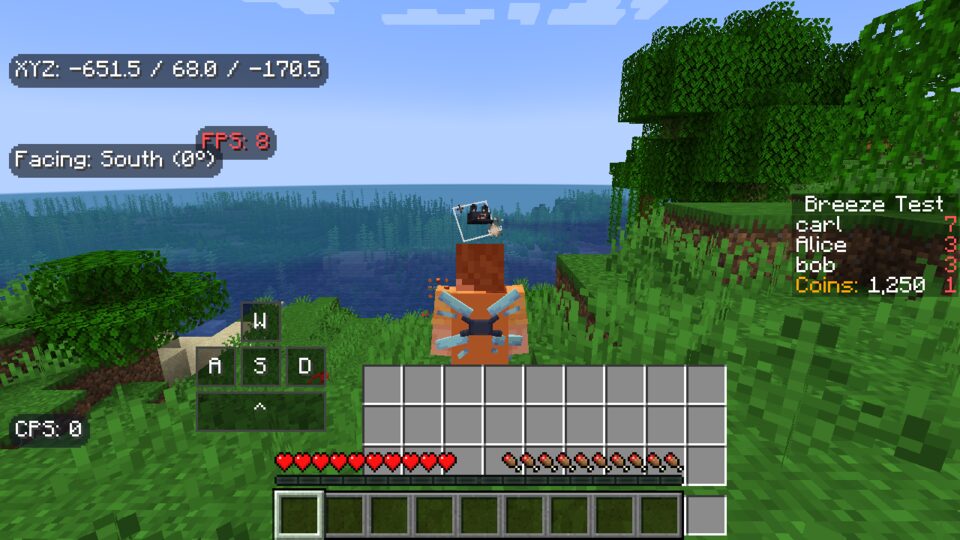 XYZ: -651.5 / 68.0 / -170.5
FPS: 8
Facing: South (0°)
Breeze Test
carl 7
Alice 3
bob 3
Coins: 1,250 1
W
A S D
^
CPS: 0